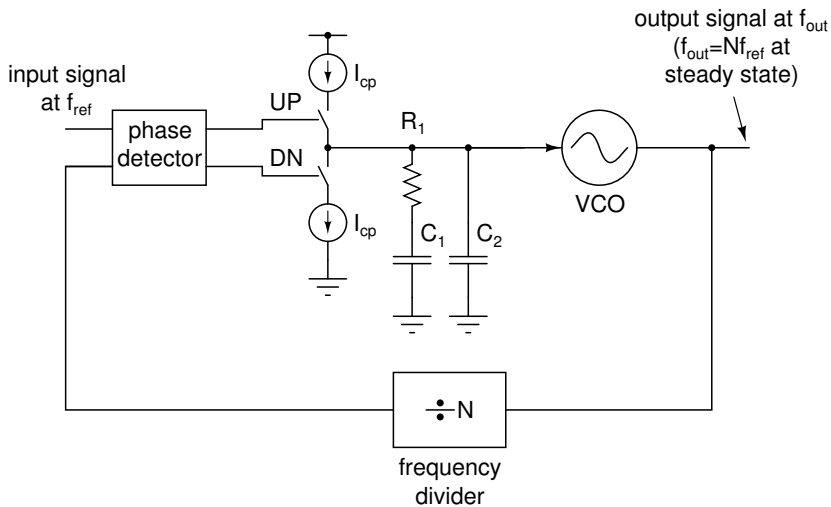 output signal at f_out
(f_out=Nf_ref at
steady state)
input signal
at f_ref
I_cp
UP
phase
detector
R_1
DN
VCO
I_cp
C_1
C_2
÷N
frequency
divider